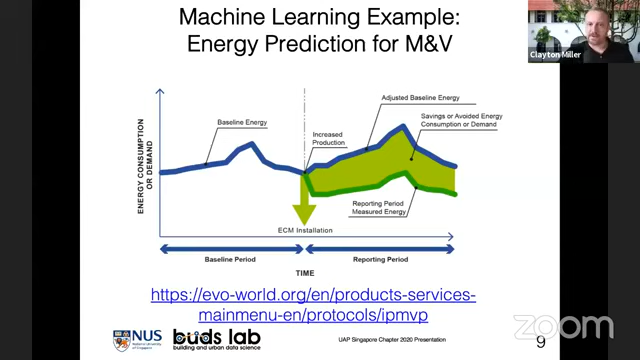 Machine Learning Example:
Energy Prediction for M&V
Clayton Miller
Adjusted Baseline Energy
Savings or Avoided Energy
Consumption or Demand
Baseline Energy
Increased
Production
ENERGY CONSUMPTION
OR DEMAND
Reporting Period
Measured Energy
ECM Installation
Baseline Period
Reporting Period
TIME
https://evo-world.org/en/products-services-
mainmenu-en/protocols/ipmvp
NUS
National University
of Singapore
buds lab
building and urban data science
UAP Singapore Chapter 2020 Presentation
zoom
9